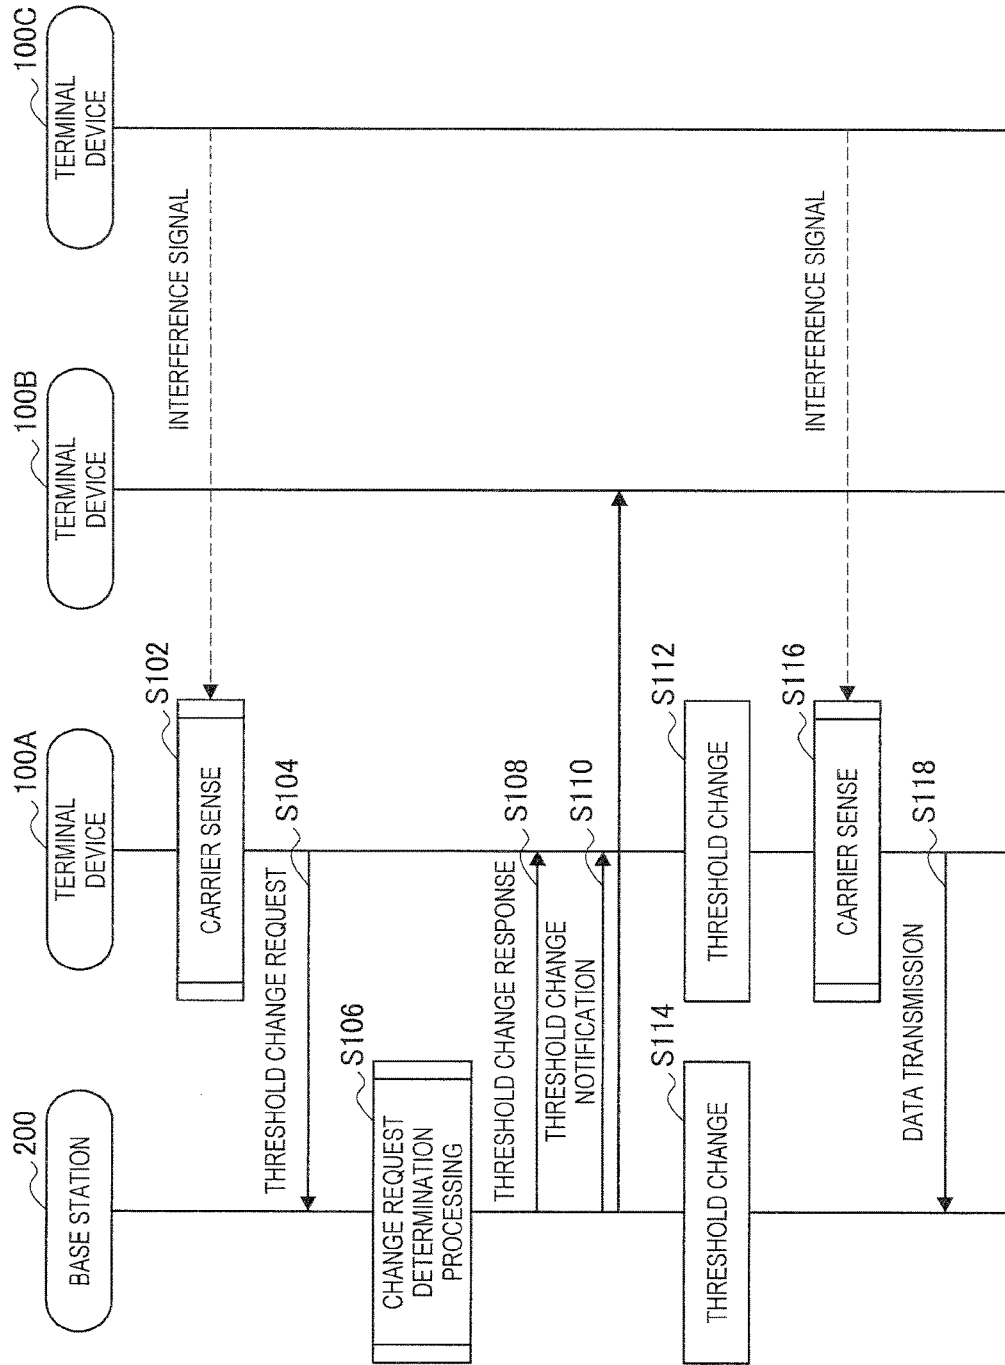 200
BASE STATION
100A
TERMINAL
DEVICE
100B
TERMINAL
DEVICE
100C
TERMINAL
DEVICE
S102
CARRIER SENSE
INTERFERENCE SIGNAL
S104
THRESHOLD CHANGE REQUEST
S106
CHANGE REQUEST
DETERMINATION
PROCESSING
THRESHOLD CHANGE RESPONSE
S108
THRESHOLD CHANGE
NOTIFICATION
S110
S112
THRESHOLD CHANGE
S114
THRESHOLD CHANGE
S116
CARRIER SENSE
INTERFERENCE SIGNAL
S118
DATA TRANSMISSION